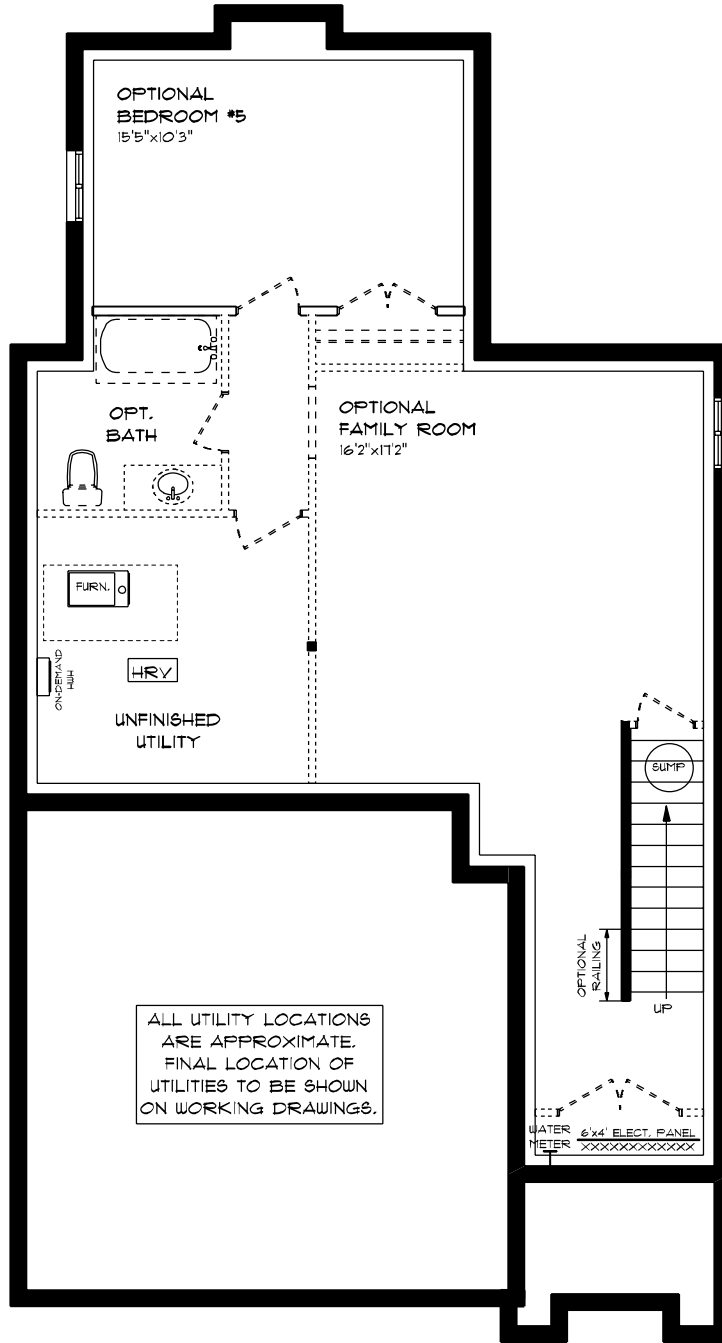 OPTIONAL
BEDROOM #5
15'5"x10'3"
OPT.
BATH
OPTIONAL
FAMILY ROOM
16'2"x17'2"
FURN.
ON-DEMAND
HWH
HRV
UNFINISHED
UTILITY
SUMP
OPTIONAL
RAILING
UP
ALL UTILITY LOCATIONS
ARE APPROXIMATE.
FINAL LOCATION OF
UTILITIES TO BE SHOWN
ON WORKING DRAWINGS.
WATER
METER
6'x4' ELECT. PANEL